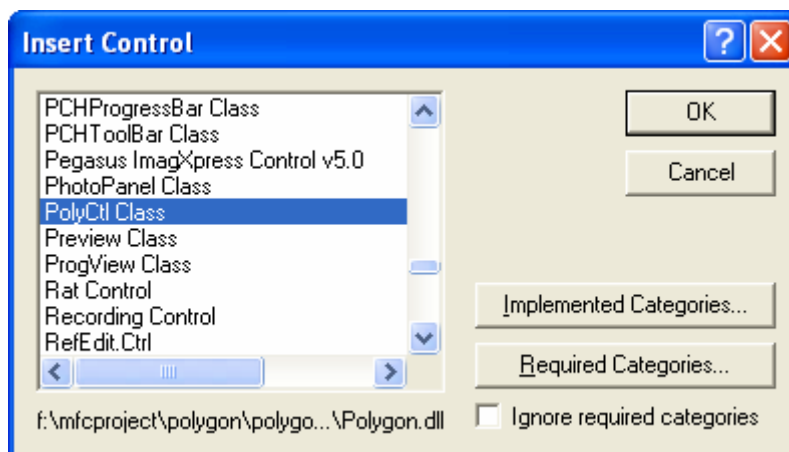 Insert Control
PCHProgressBar Class
PCHToolBar Class
Pegasus ImagXpress Control v5.0
PhotoPanel Class
PolyCtl Class
Preview Class
ProgView Class
Rat Control
Recording Control
RefEdit.Ctrl
f:\mfcproject\polygon\polygo...\Polygon.dll
OK
Cancel
Implemented Categories...
Required Categories...
Ignore required categories